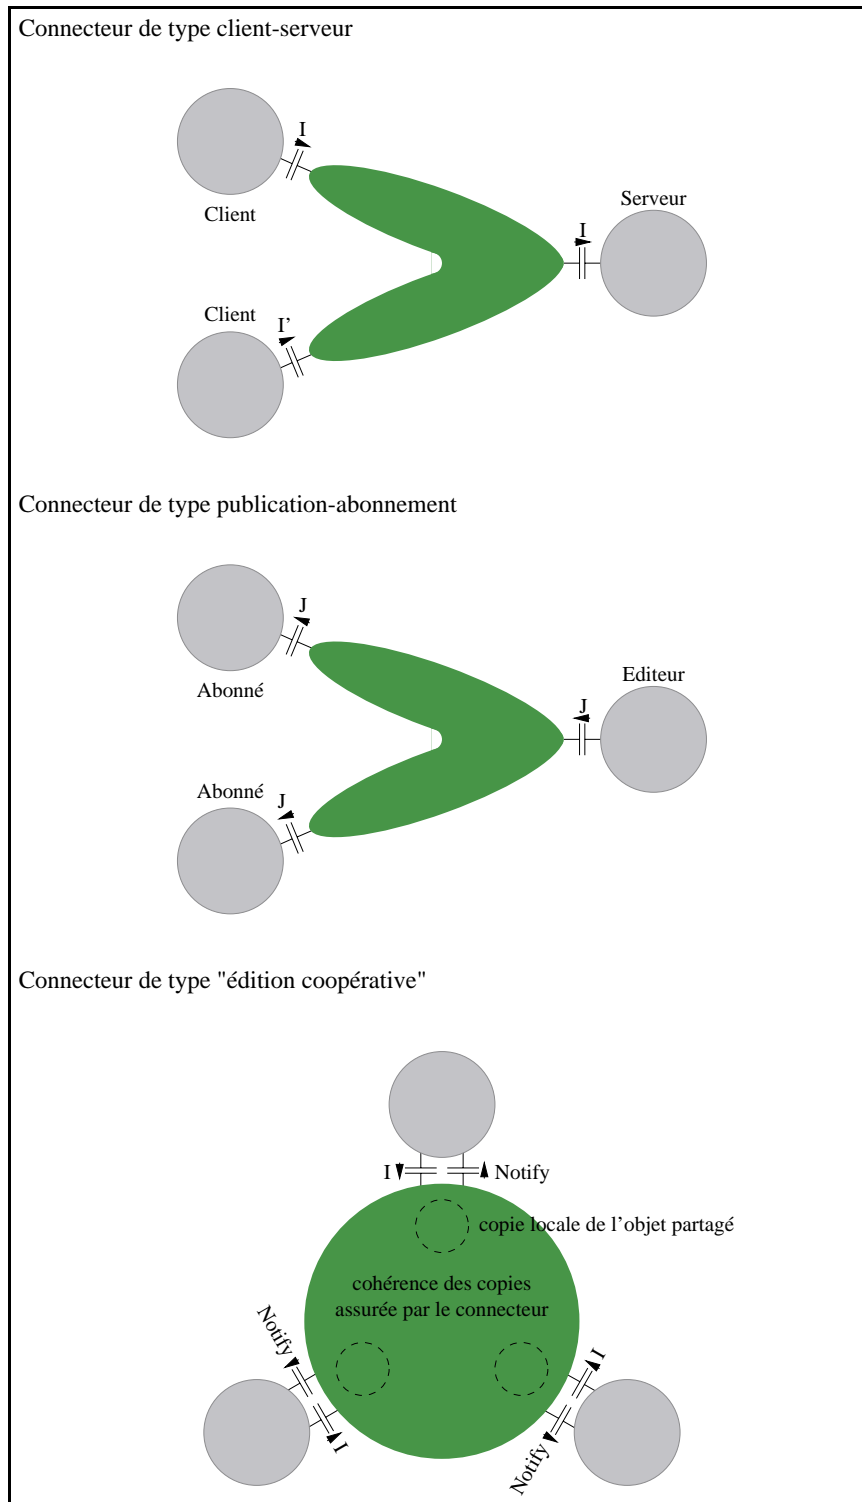 Connecteur de type client-serveur
I
Client
Serveur
I
Client
I’
Connecteur de type publication-abonnement
J
Abonné
Editeur
J
Abonné
J
Connecteur de type "édition coopérative"
I
Notify
copie locale de l’objet partagé
cohérence des copies
assurée par le connecteur
Notify
I
I
Notify